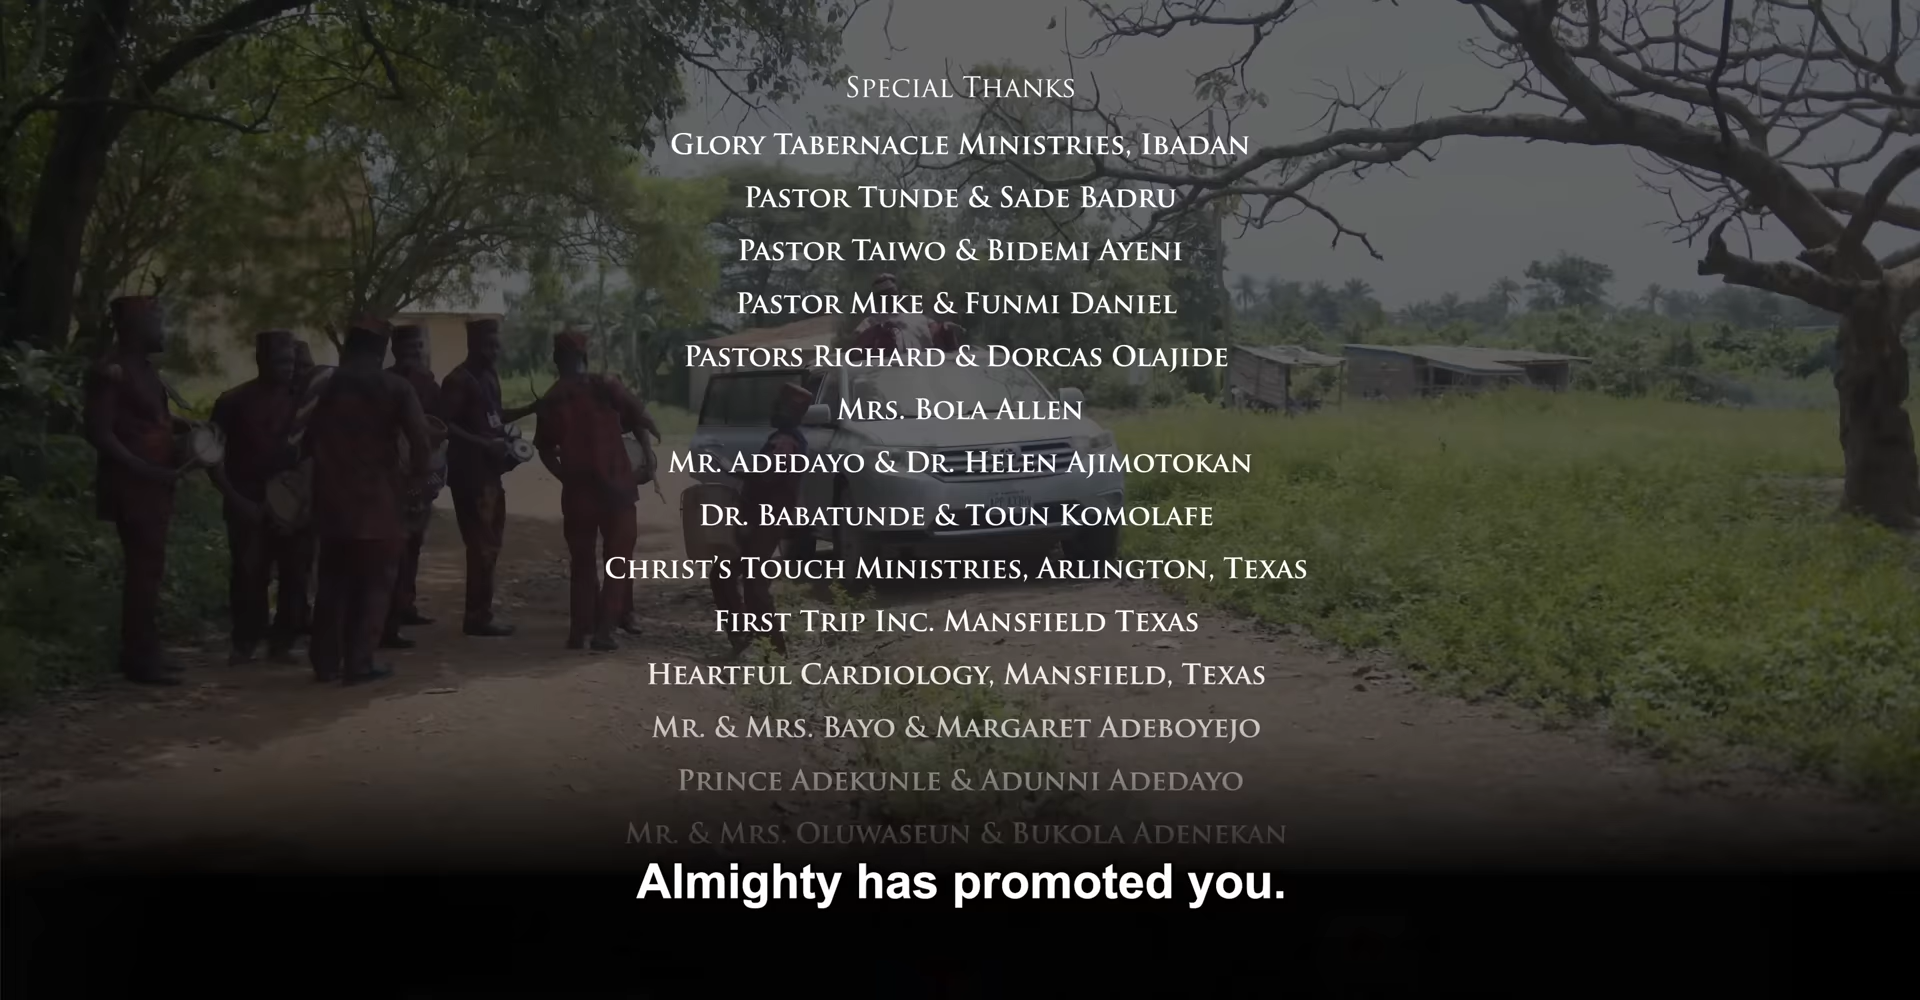 Special Thanks
Glory Tabernacle Ministries, Ibadan
Pastor Tunde & Sade Badru
Pastor Taiwo & Bidemi Ayeni
Pastor Mike & Funmi Daniel
Pastors Richard & Dorcas Olajide
Mrs. Bola Allen
Mr. Adedayo & Dr. Helen Ajimotokan
Dr. Babatunde & Toun Komolafe
Christ's Touch Ministries, Arlington, Texas
First Trip Inc. Mansfield Texas
Heartful Cardiology, Mansfield, Texas
Mr. & Mrs. Bayo & Margaret Adeboyejo
Prince Adekunle & Adunni Adedayo
Mr. & Mrs. Oluwaseun & Bukola Adenekan
Almighty has promoted you.